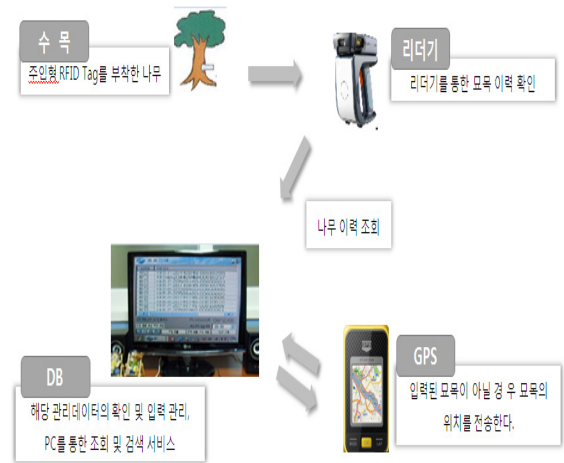 수 목
주인형 RFID Tag를 부착한 나무
리더기
리더기를 통한 묘목 이력 확인
나무 이력 조회
DB
해당 관리데이터의 확인 및 입력 관리,
PC를 통한 조회 및 검색 서비스
GPS
입력된 묘목이 아닐 경 우 묘목의
위치를 전송한다.